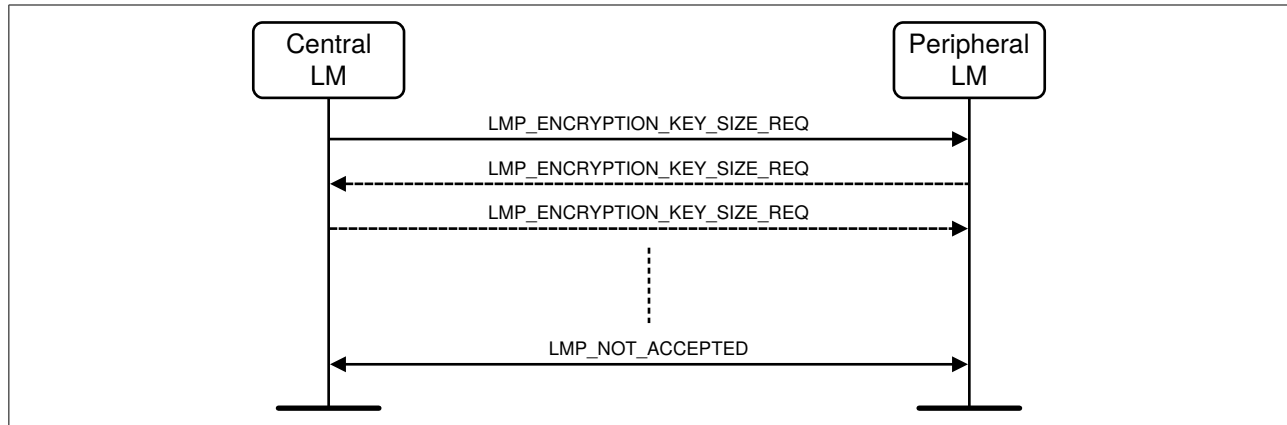 Central
LM
Peripheral
LM
LMP_ENCRYPTION_KEY_SIZE_REQ
LMP_ENCRYPTION_KEY_SIZE_REQ
LMP_ENCRYPTION_KEY_SIZE_REQ
LMP_NOT_ACCEPTED